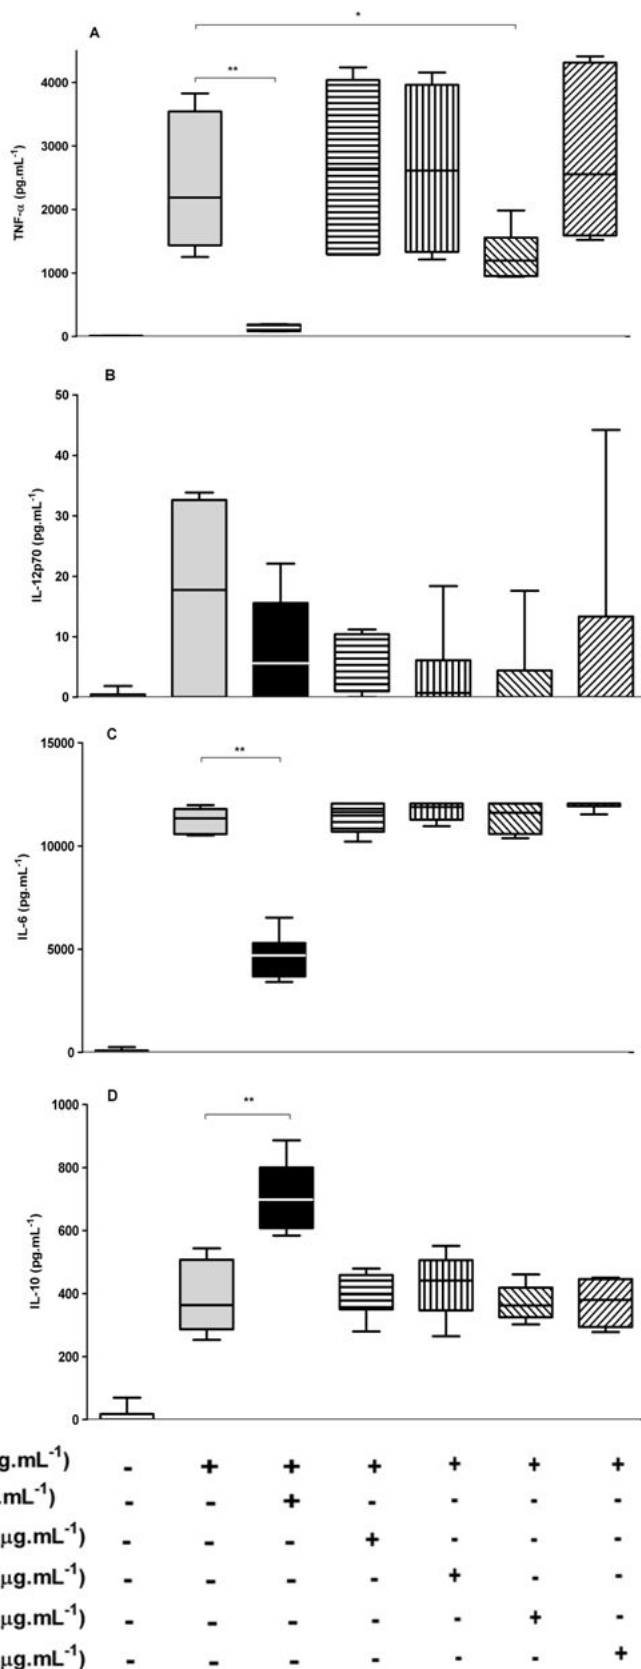 *
A
**
4000
3000
2000
1000
0
TNF-α (pg.mL⁻¹)
B
50
40
30
20
10
0
IL-12p70 (pg.mL⁻¹)
C
**
15000
10000
5000
0
IL-6 (pg.mL⁻¹)
D
**
1000
800
600
400
200
0
IL-10 (pg.mL⁻¹)
g.mL⁻¹) - + + + + + +
.mL⁻¹) - - + - - - -
μg.mL⁻¹) - - - + - - -
μg.mL⁻¹) - - - - + - -
μg.mL⁻¹) - - - - - + -
μg.mL⁻¹) - - - - - - +